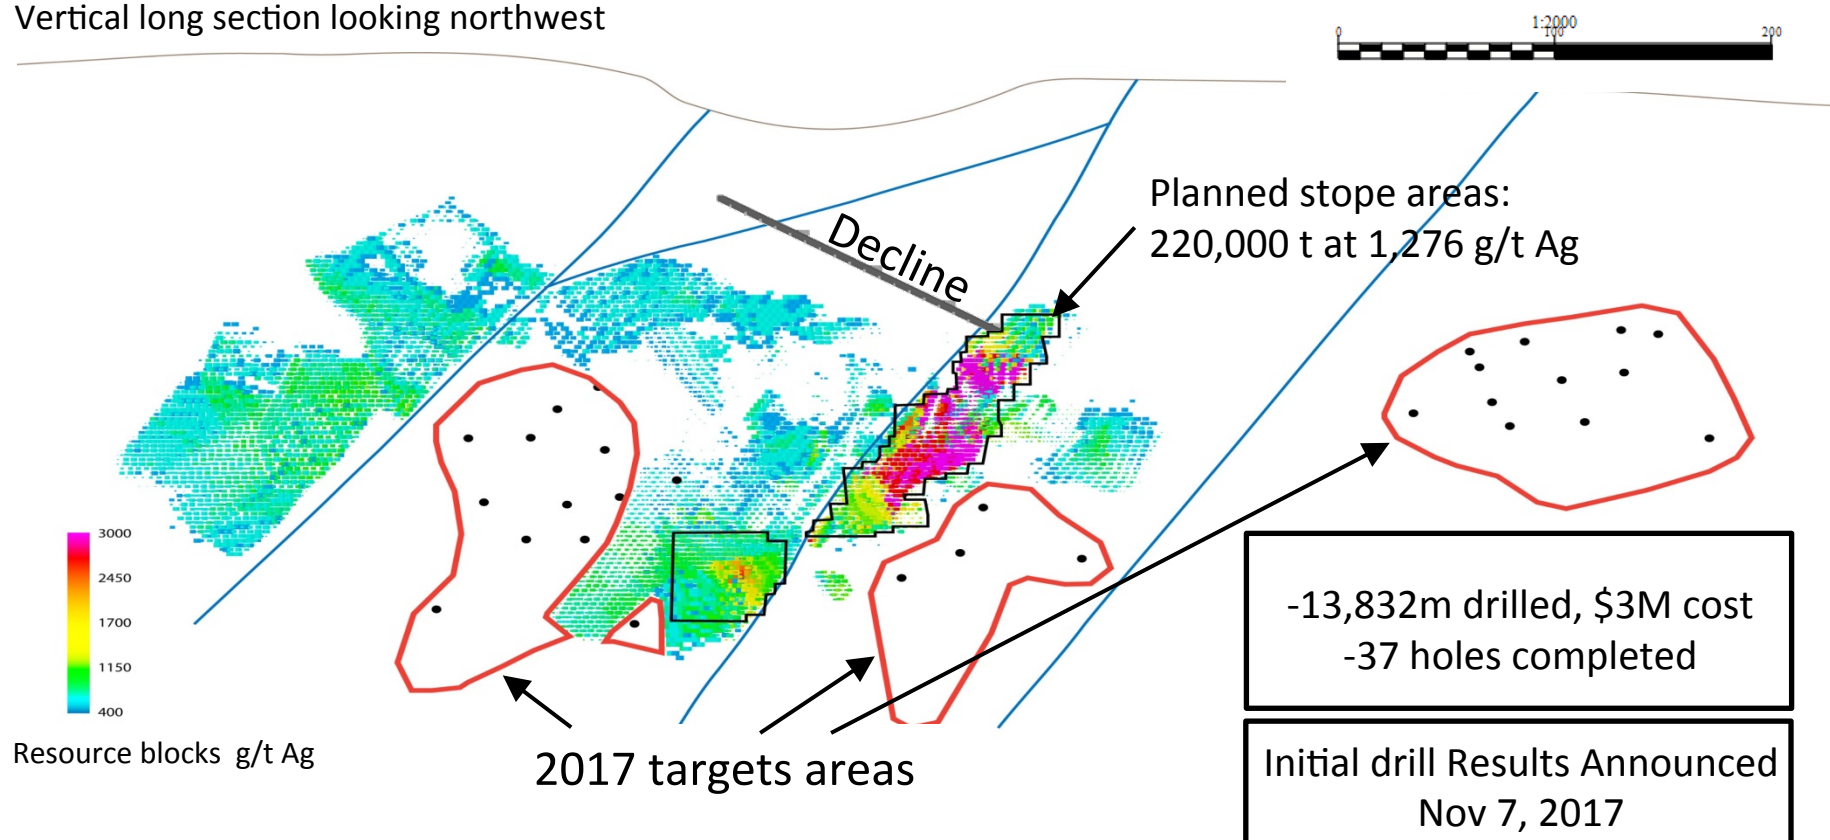 Vertical long section looking northwest
1:2000
0 100 200
Planned stope areas:
220,000 t at 1,276 g/t Ag
Decline
3000
2450
1700
1150
400
Resource blocks g/t Ag
2017 targets areas
-13,832m drilled, $3M cost
-37 holes completed
Initial drill Results Announced
Nov 7, 2017